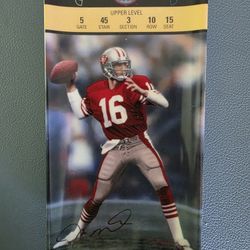 UPPER LEVEL
5 45 3 10 15
GATE STAIR SECTION ROW SEAT
16